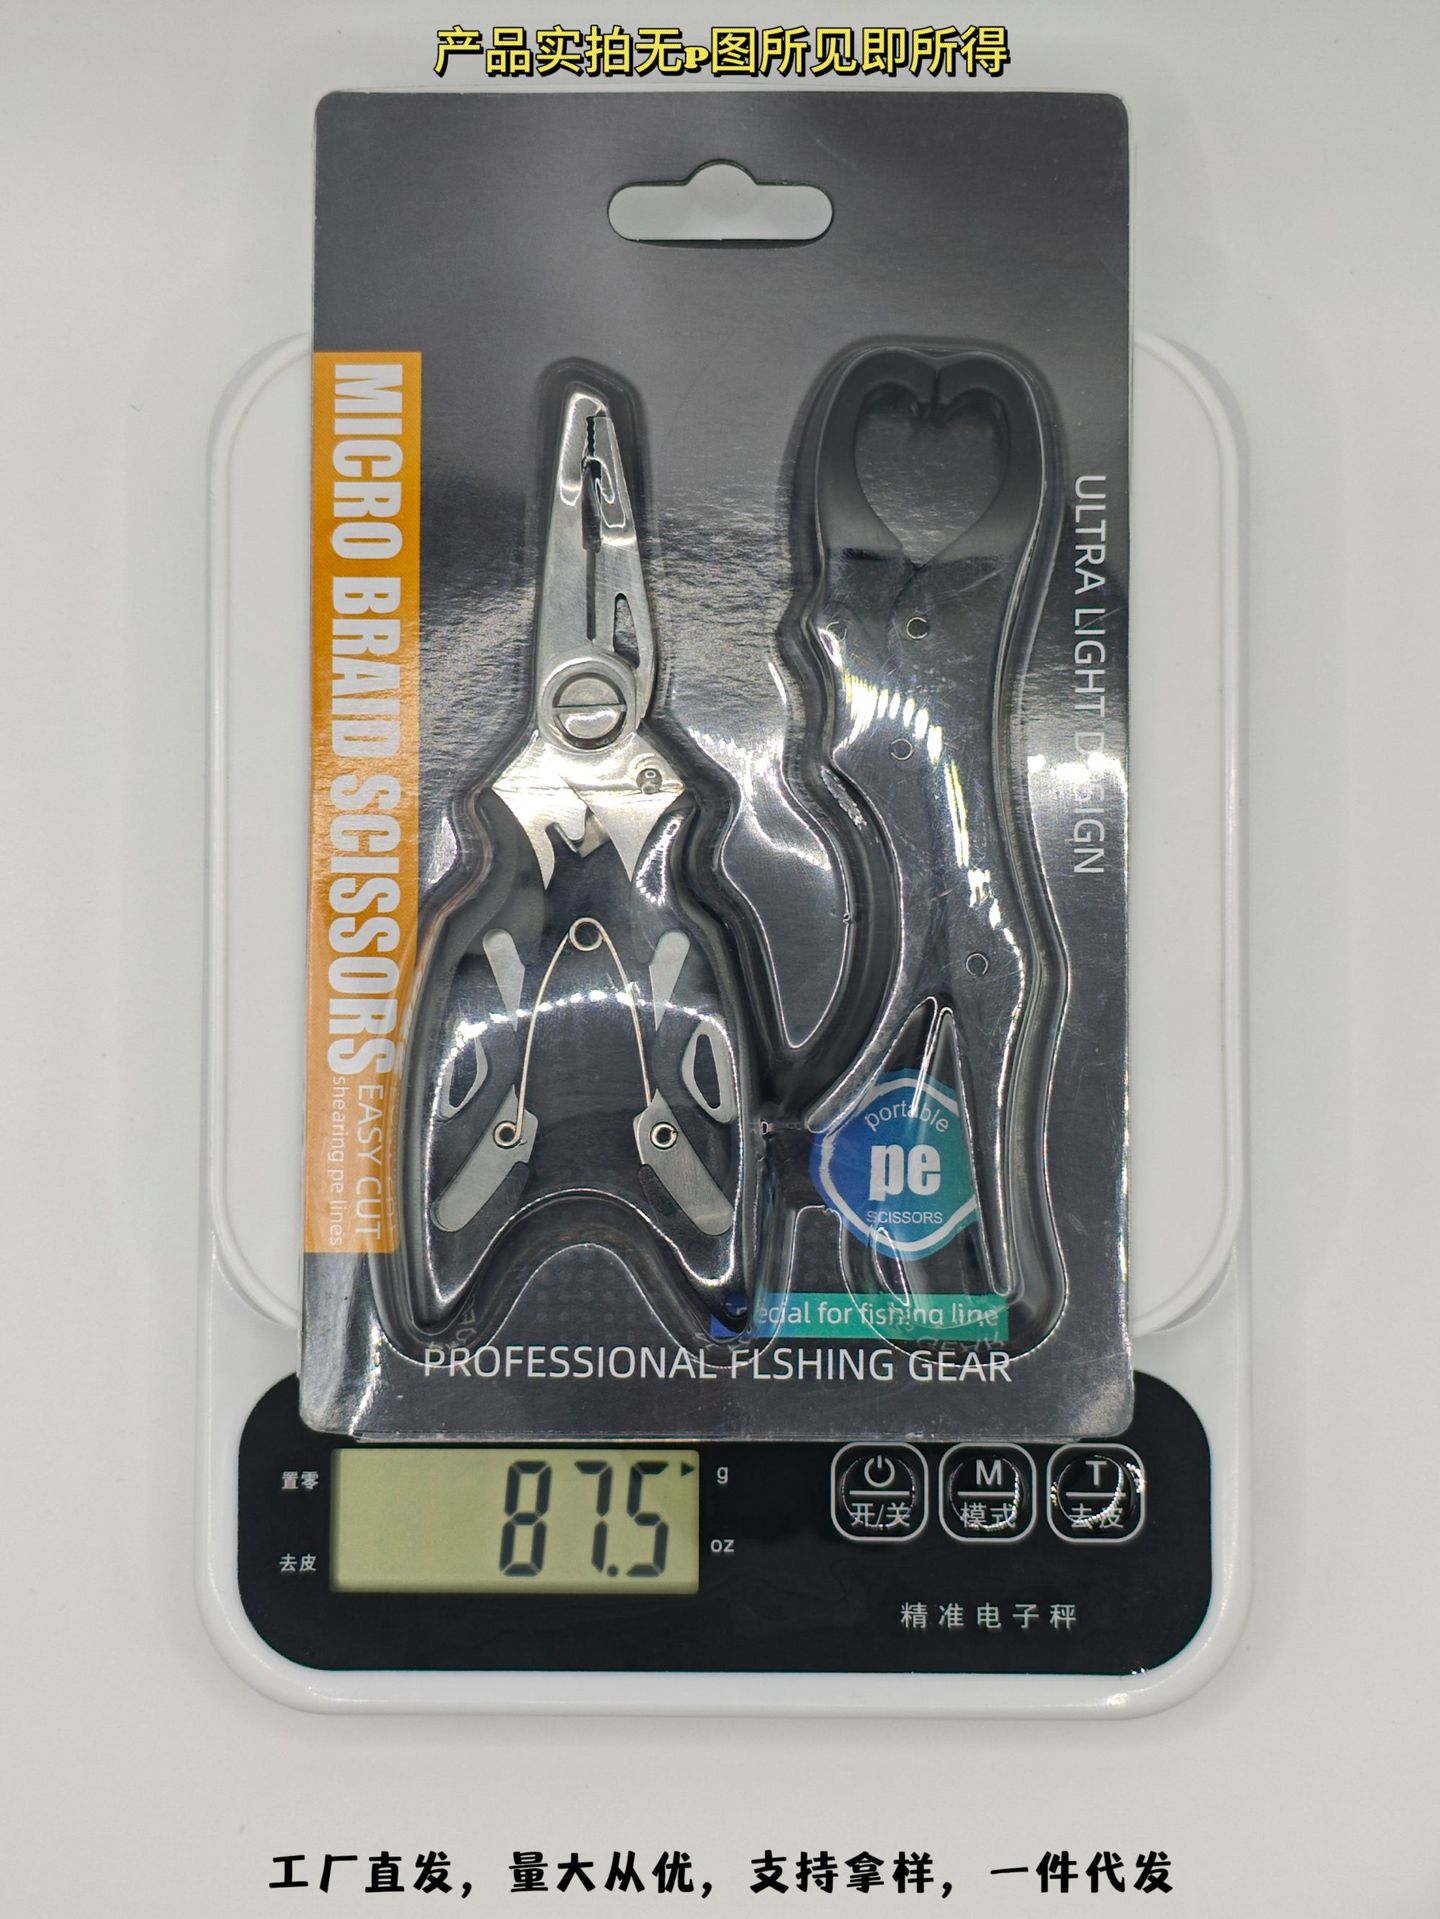 产品实拍无p图所见即所得
MICRO BRAID SCISSORS
EASY CUT
shearing pe lines
ULTRA LIGHT DESIGN
portable
pe
SCISSORS
Special for fishing line
PROFESSIONAL FLSHING GEAR
置零
去皮
87.5
g
oz
开/关
M
模式
T
去皮
精准电子秤
工厂直发，量大从优，支持拿样，一件代发